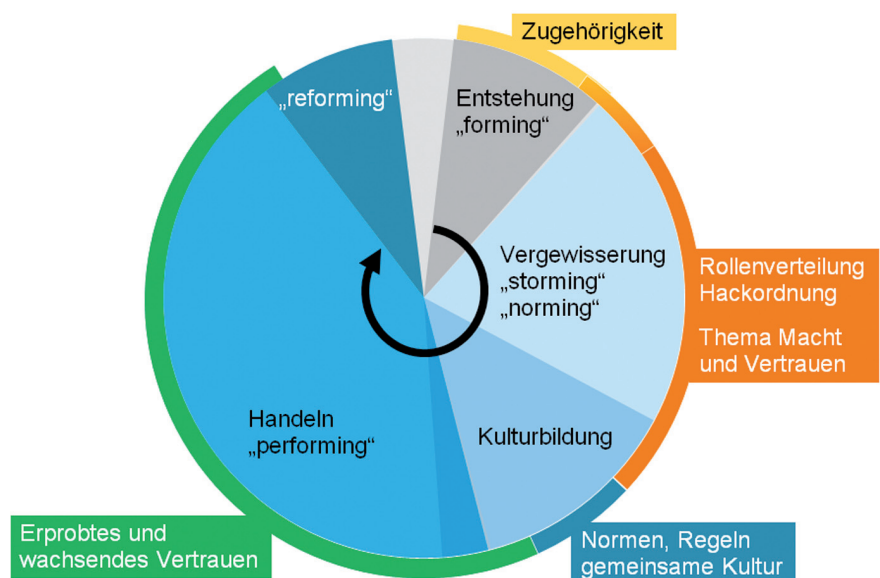 Zugehörigkeit
„reforming“
Entstehung
„forming“
Vergewisserung
„storming“
„norming“
Rollenverteilung
Hackordnung
Thema Macht
und Vertrauen
Handeln
„performing“
Kulturbildung
Erprobtes und
wachsendes Vertrauen
Normen, Regeln
gemeinsame Kultur